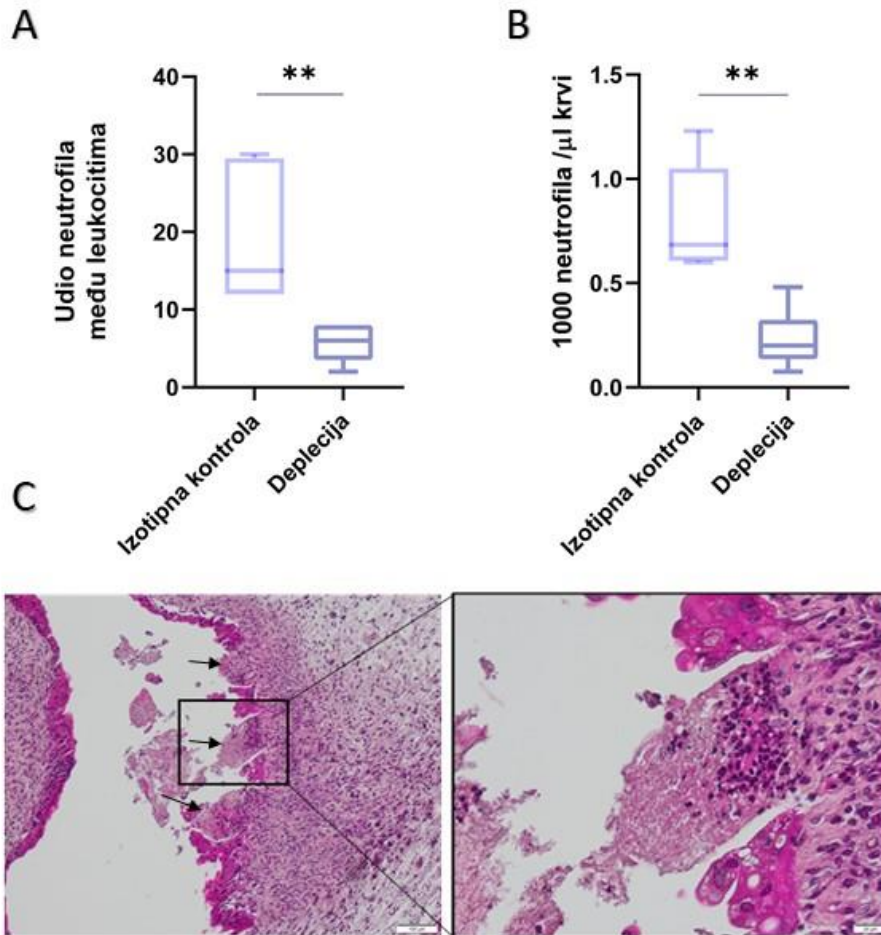 A
B
**
**
Udio neutrofila
među leukocitima
40
30
20
10
0
1000 neutrofila /µl krvi
1.5
1.0
0.5
0.0
Izotipna kontrola
Deplecija
Izotipna kontrola
Deplecija
C